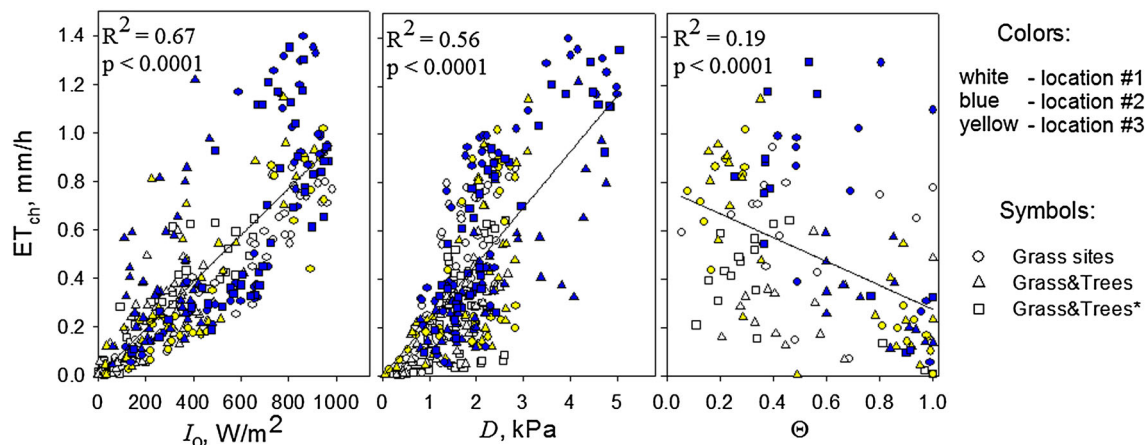 R² = 0.67
p < 0.0001
R² = 0.56
p < 0.0001
R² = 0.19
p < 0.0001
ET_ch, mm/h
1.4
1.2
1.0
0.8
0.6
0.4
0.2
0.0
0 200 400 600 800 1000
I_o, W/m²
0 1 2 3 4 5
D, kPa
0.0 0.2 0.4 0.6 0.8 1.0
Θ
Colors:
white - location #1
blue - location #2
yellow - location #3
Symbols:
Grass sites
Grass&Trees
Grass&Trees*